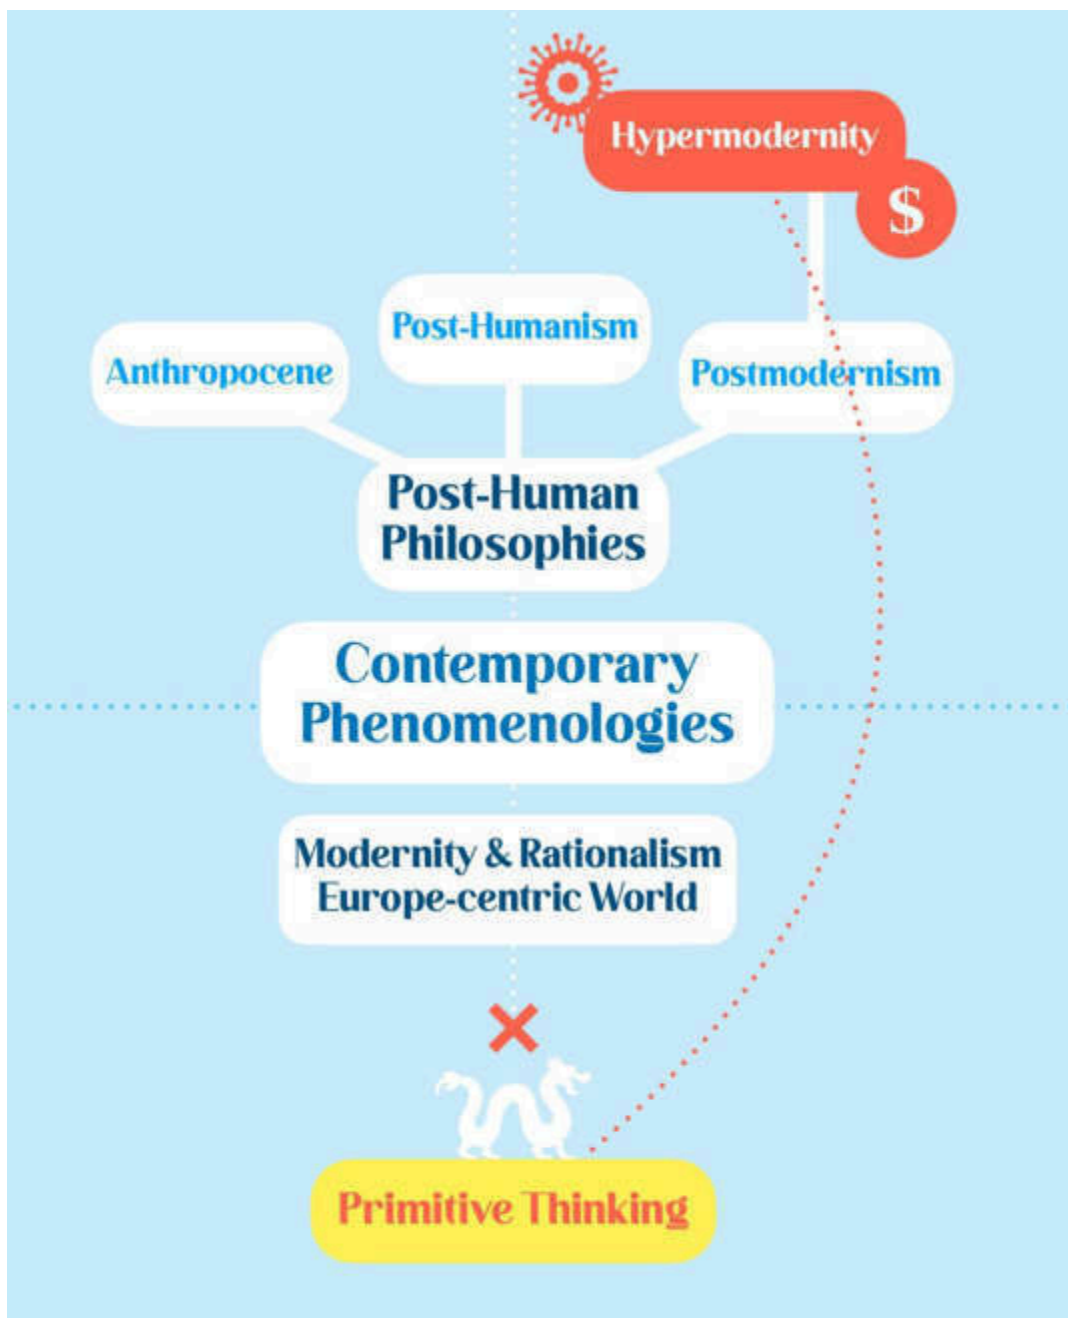 Hypermodernity
$
Post-Humanism
Anthropocene
Postmodernism
Post-Human
Philosophies
Contemporary
Phenomenologies
Modernity & Rationalism
Europe-centric World
Primitive Thinking